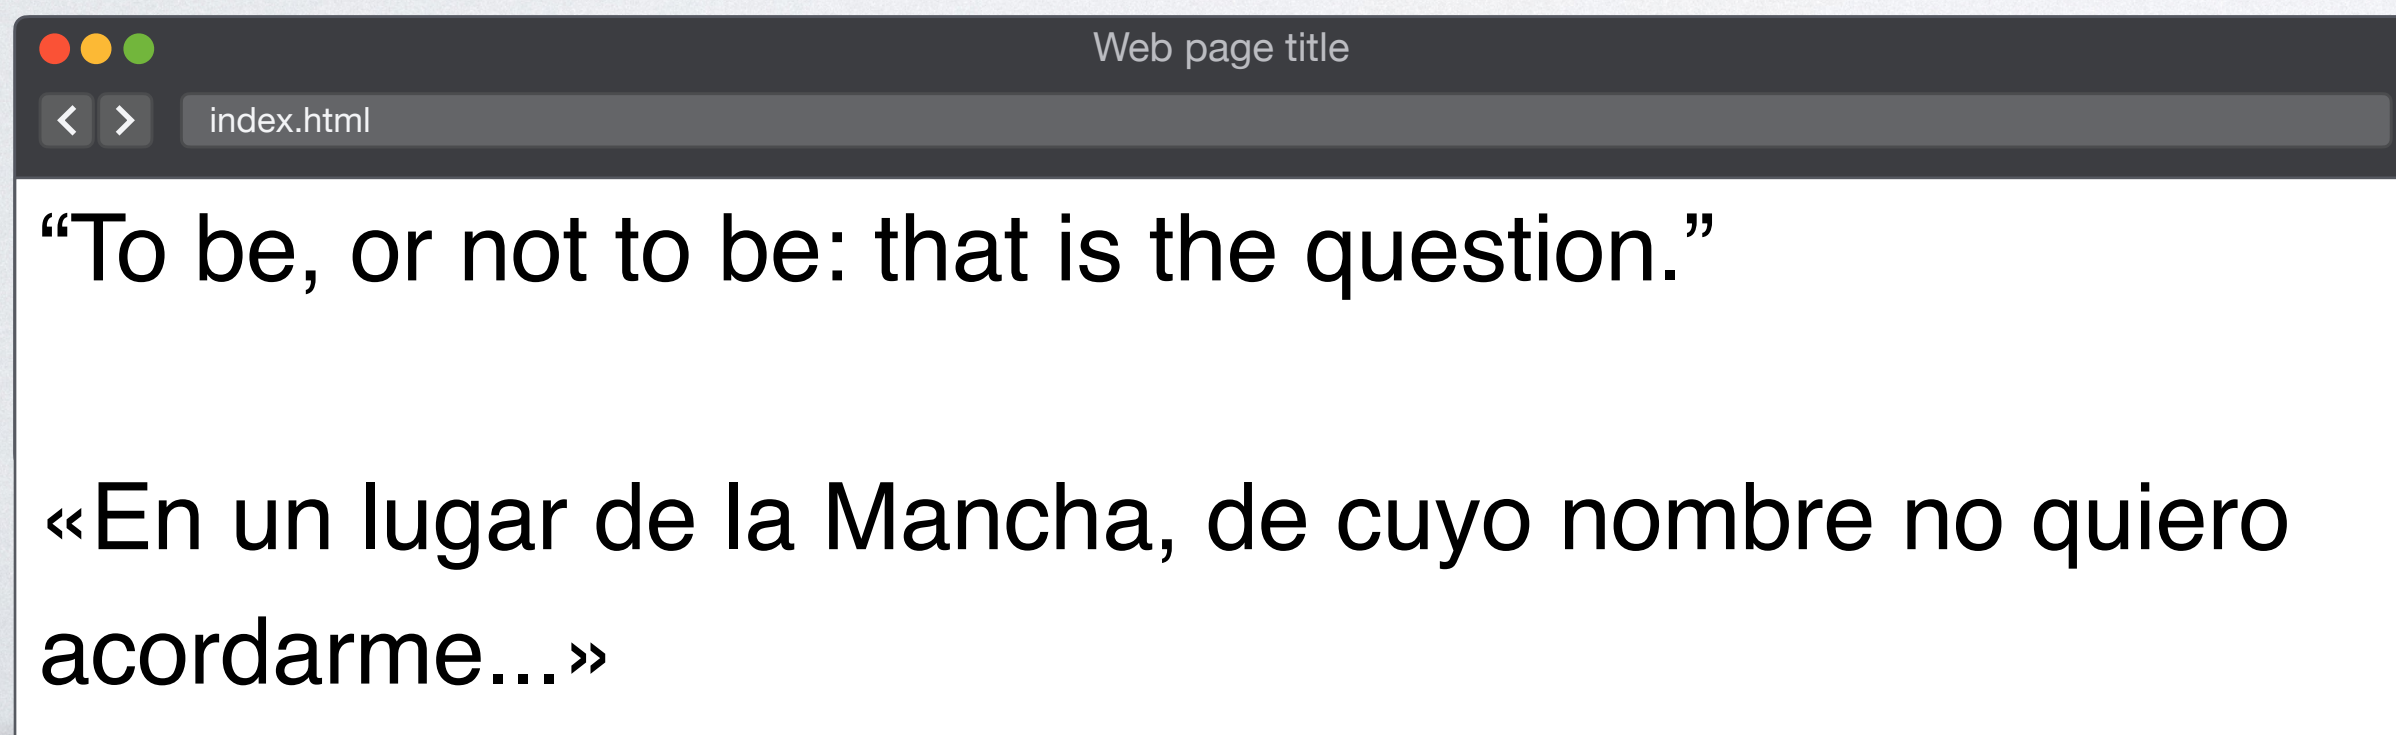 Web page title
index.html
“To be, or not to be: that is the question.”
«En un lugar de la Mancha, de cuyo nombre no quiero
acordarme...»